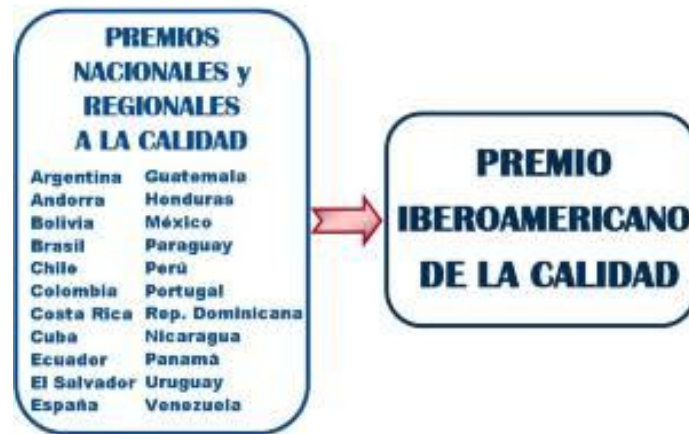 PREMIOS
NACIONALES y
REGIONALES
A LA CALIDAD
Argentina Guatemala
Andorra Honduras
Bolivia México
Brasil Paraguay
Chile Perú
Colombia Portugal
Costa Rica Rep. Dominicana
Cuba Nicaragua
Ecuador Panamá
El Salvador Uruguay
España Venezuela
PREMIO
IBEROAMERICANO
DE LA CALIDAD